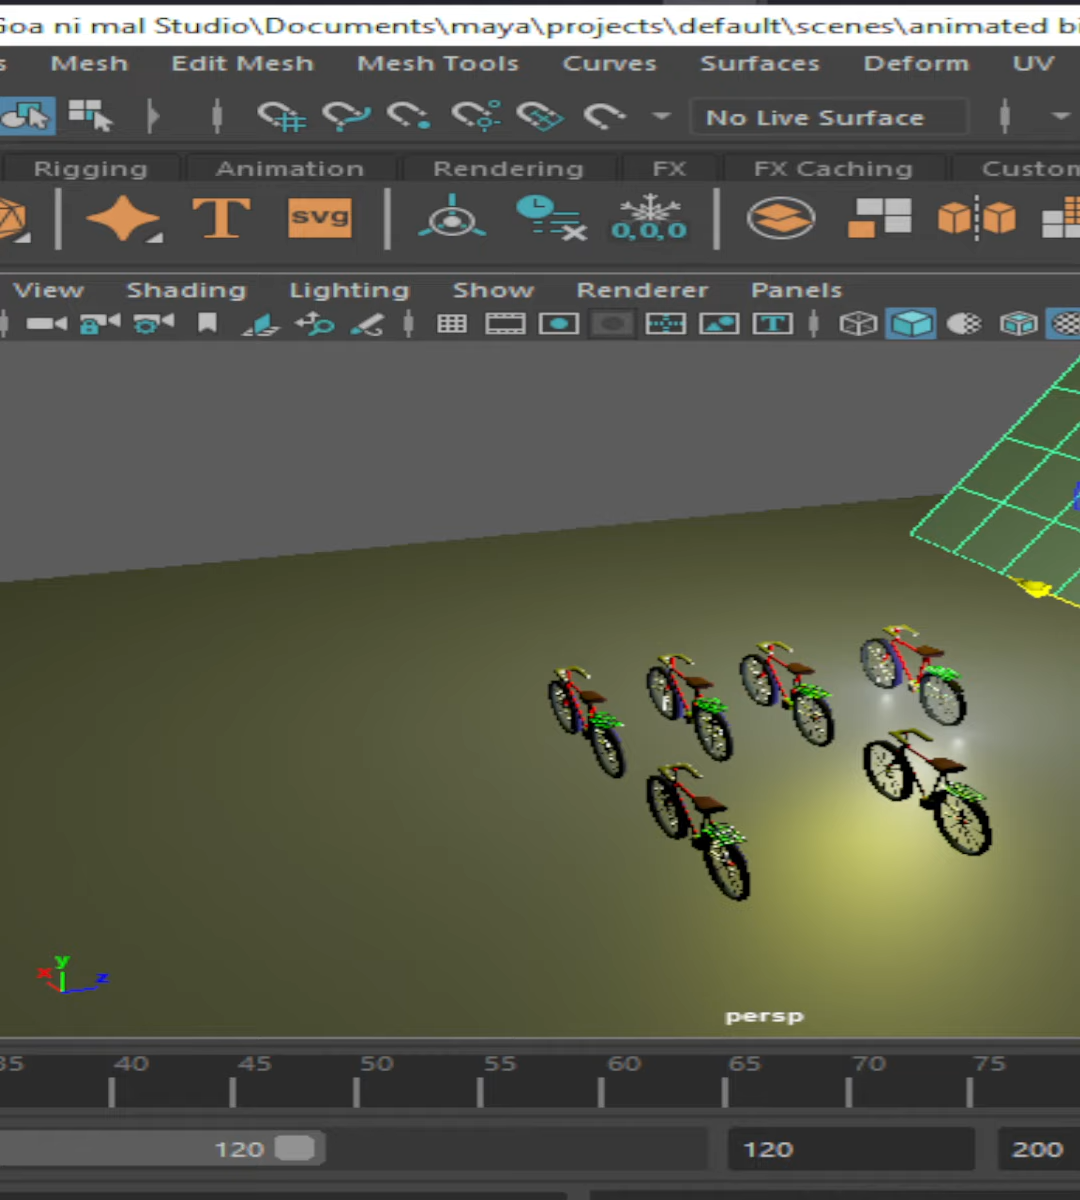 Goa ni mal Studio\Documents\maya\projects\default\scenes\animated bi
s Mesh Edit Mesh Mesh Tools Curves Surfaces Deform UV
No Live Surface
Rigging Animation Rendering FX FX Caching Custom
T svg 0,0,0
View Shading Lighting Show Renderer Panels
T
y
x z
persp
35 40 45 50 55 60 65 70 75
120 120 200